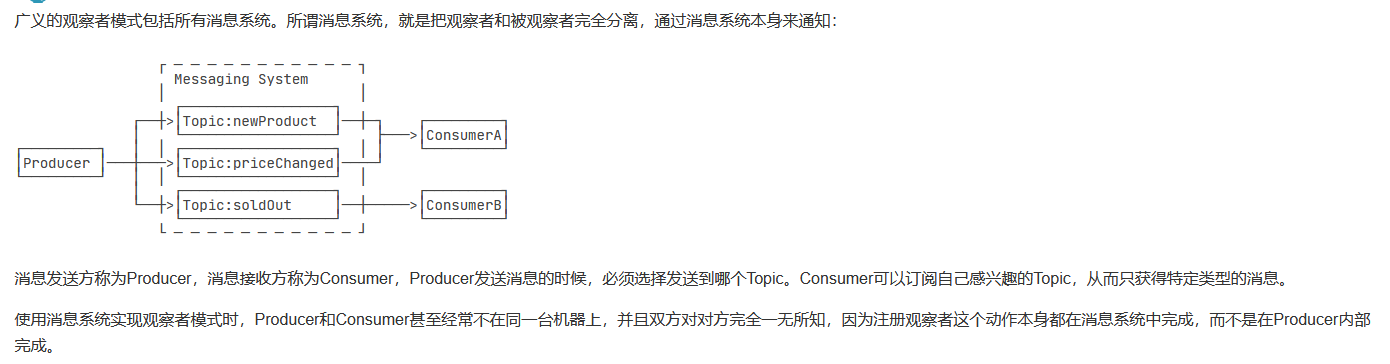 广义的观察者模式包括所有消息系统。所谓消息系统，就是把观察者和被观察者完全分离，通过消息系统本身来通知：
Messaging System
Topic:newProduct
ConsumerA
Producer
Topic:priceChanged
Topic:soldOut
ConsumerB
消息发送方称为Producer，消息接收方称为Consumer，Producer发送消息的时候，必须选择发送到哪个Topic。Consumer可以订阅自己感兴趣的Topic，从而只获得特定类型的消息。
使用消息系统实现观察者模式时，Producer和Consumer甚至经常不在同一台机器上，并且双方对对方完全一无所知，因为注册观察者这个动作本身都在消息系统中完成，而不是在Producer内部
完成。